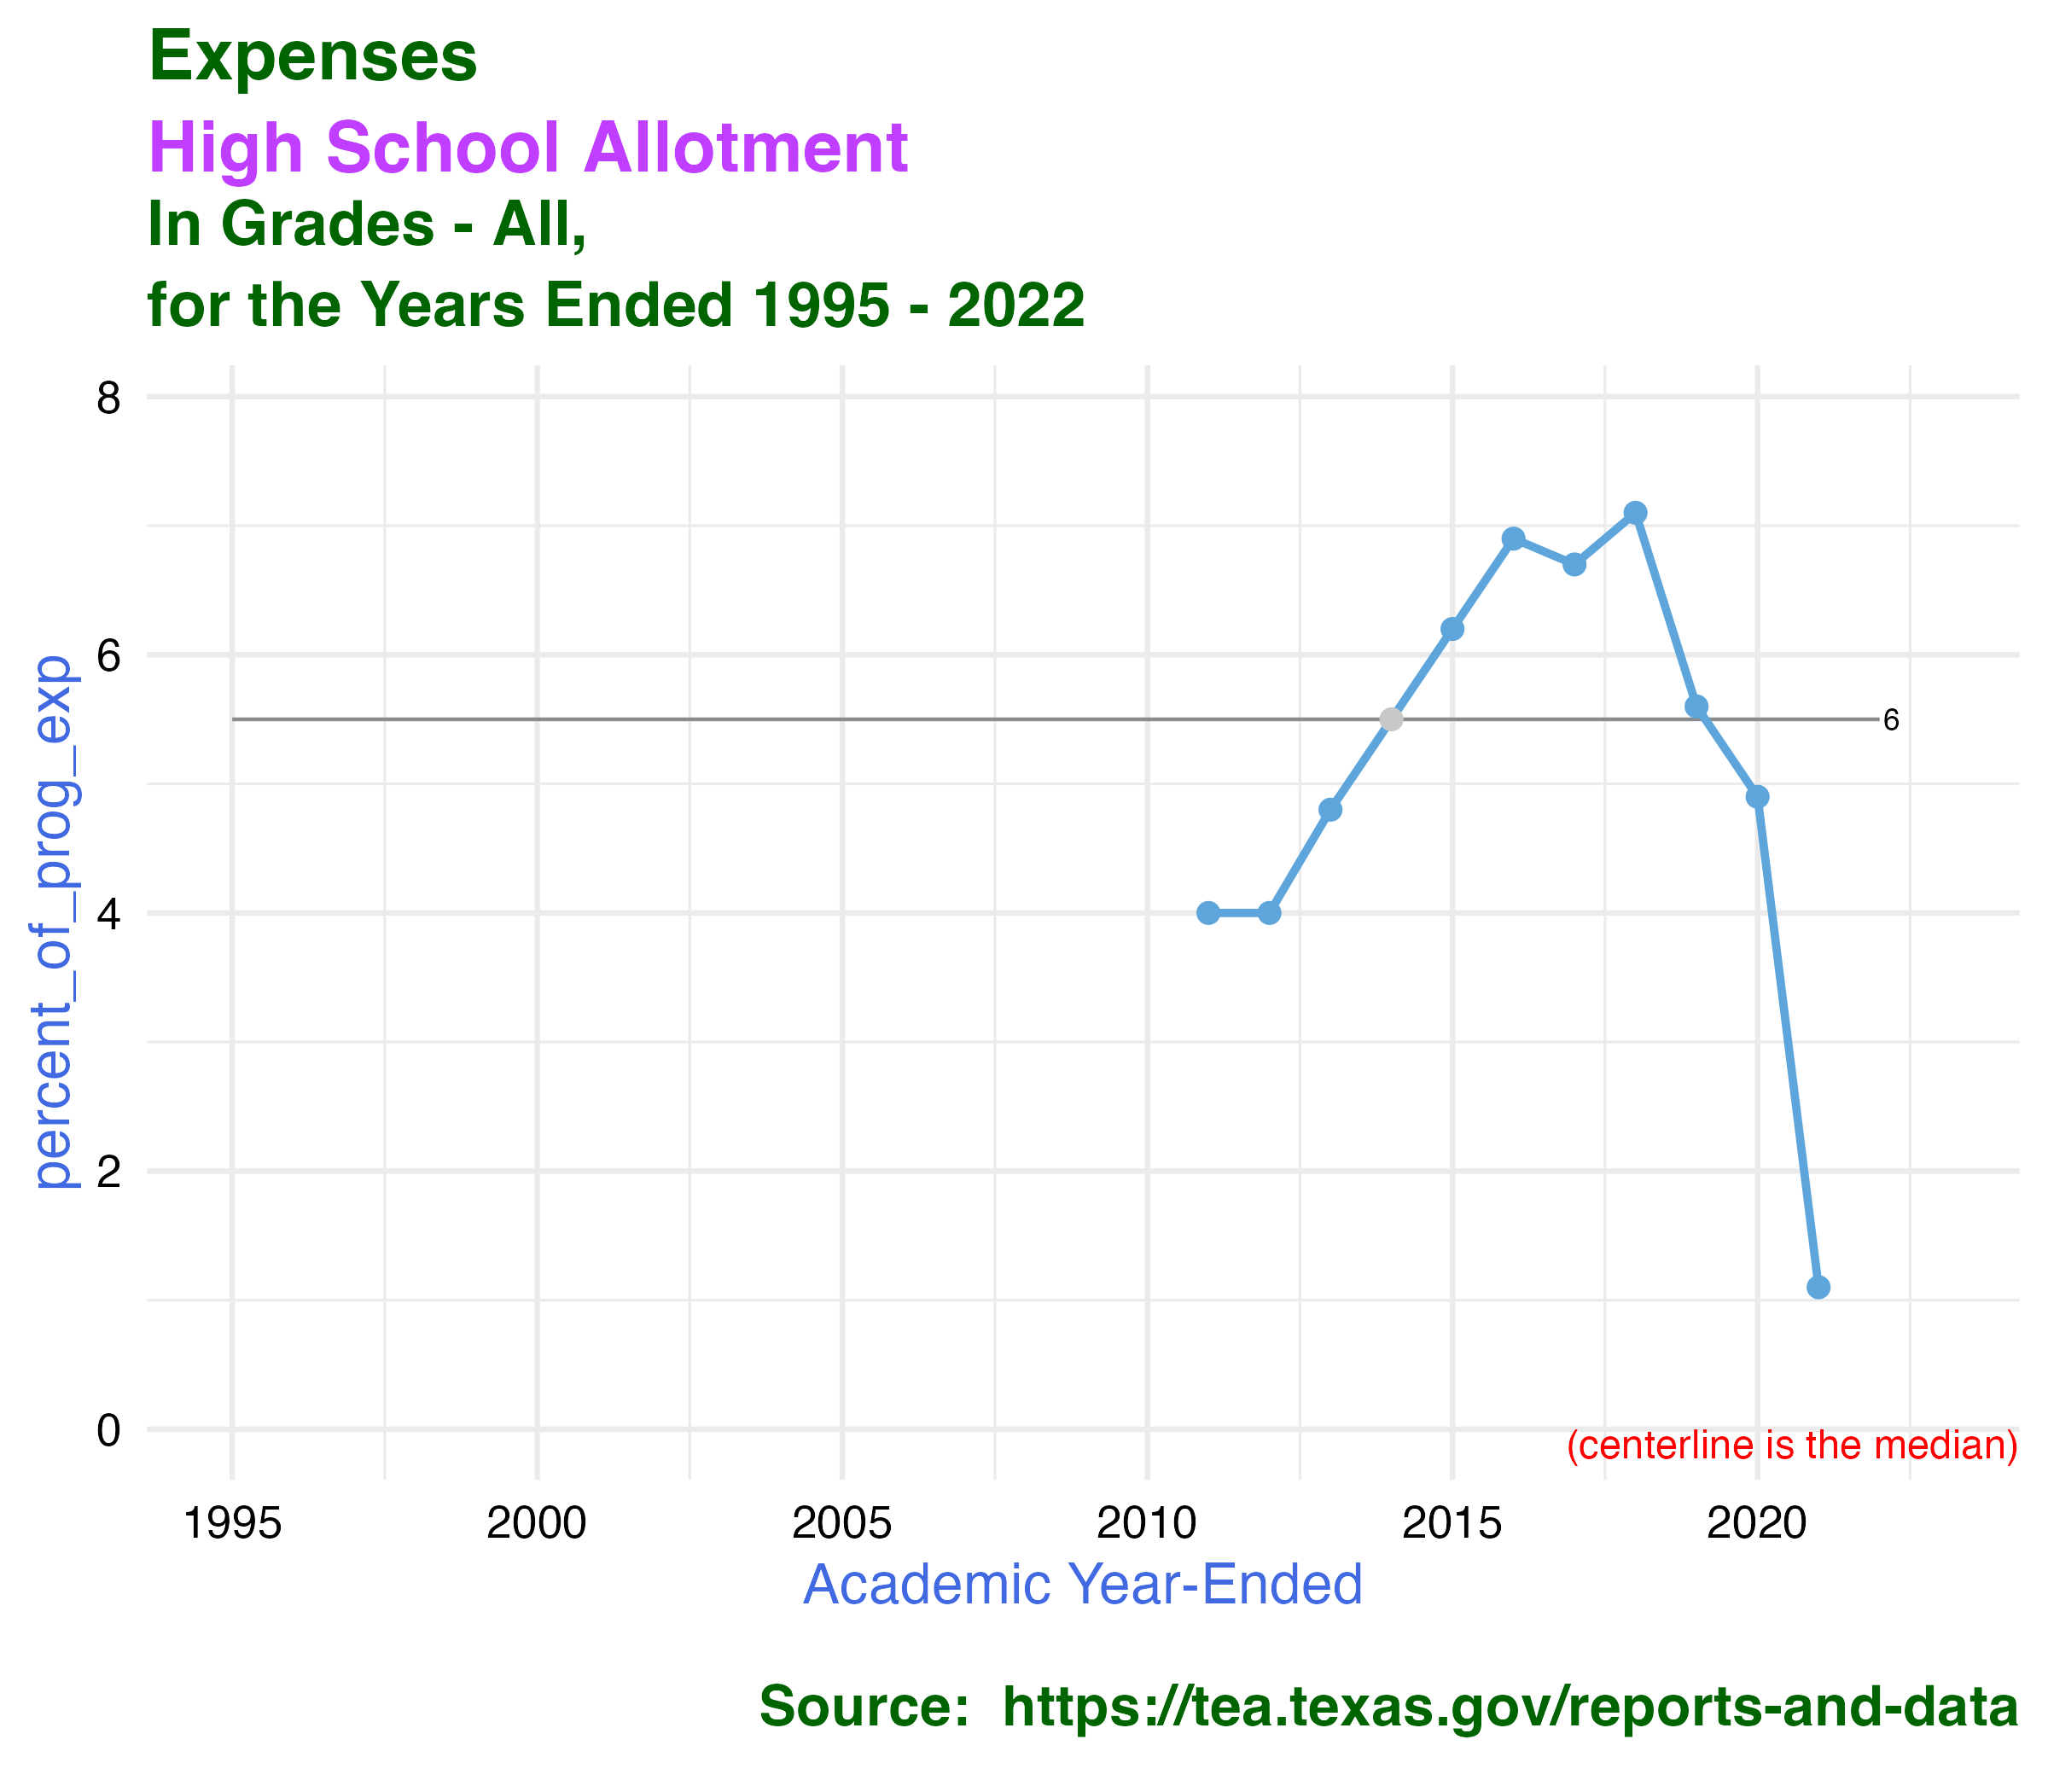 Expenses
High School Allotment
In Grades - All,
for the Years Ended 1995 - 2022
8
6
4
2
0
percent_of_prog_exp
6
(centerline is the median)
1995 2000 2005 2010 2015 2020
Academic Year-Ended
Source:  https://tea.texas.gov/reports-and-data